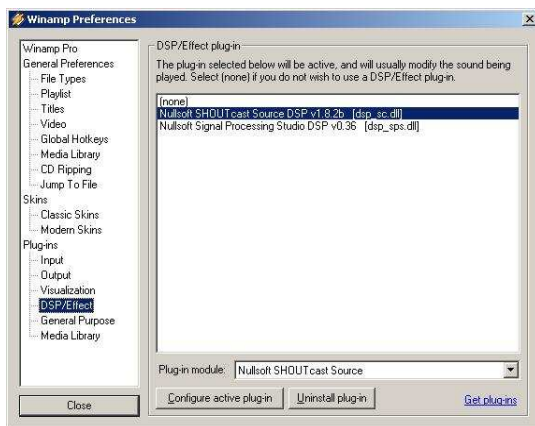 Winamp Preferences
Winamp Pro
General Preferences
File Types
Playlist
Titles
Video
Global Hotkeys
Media Library
CD Ripping
Jump To File
Skins
Classic Skins
Modern Skins
Plug-ins
Input
Output
Visualization
DSP/Effect
General Purpose
Media Library
Close
DSP/Effect plug-in
The plug-in selected below will be active, and will usually modify the sound being
played. Select (none) if you do not wish to use a DSP/Effect plug-in.
(none)
Nullsoft SHOUTcast Source DSP v1.8.2b [dsp_sc.dll]
Nullsoft Signal Processing Studio DSP v0.36 [dsp_sps.dll]
Plug-in module: Nullsoft SHOUTcast Source
Configure active plug-in Uninstall plug-in Get plug-ins